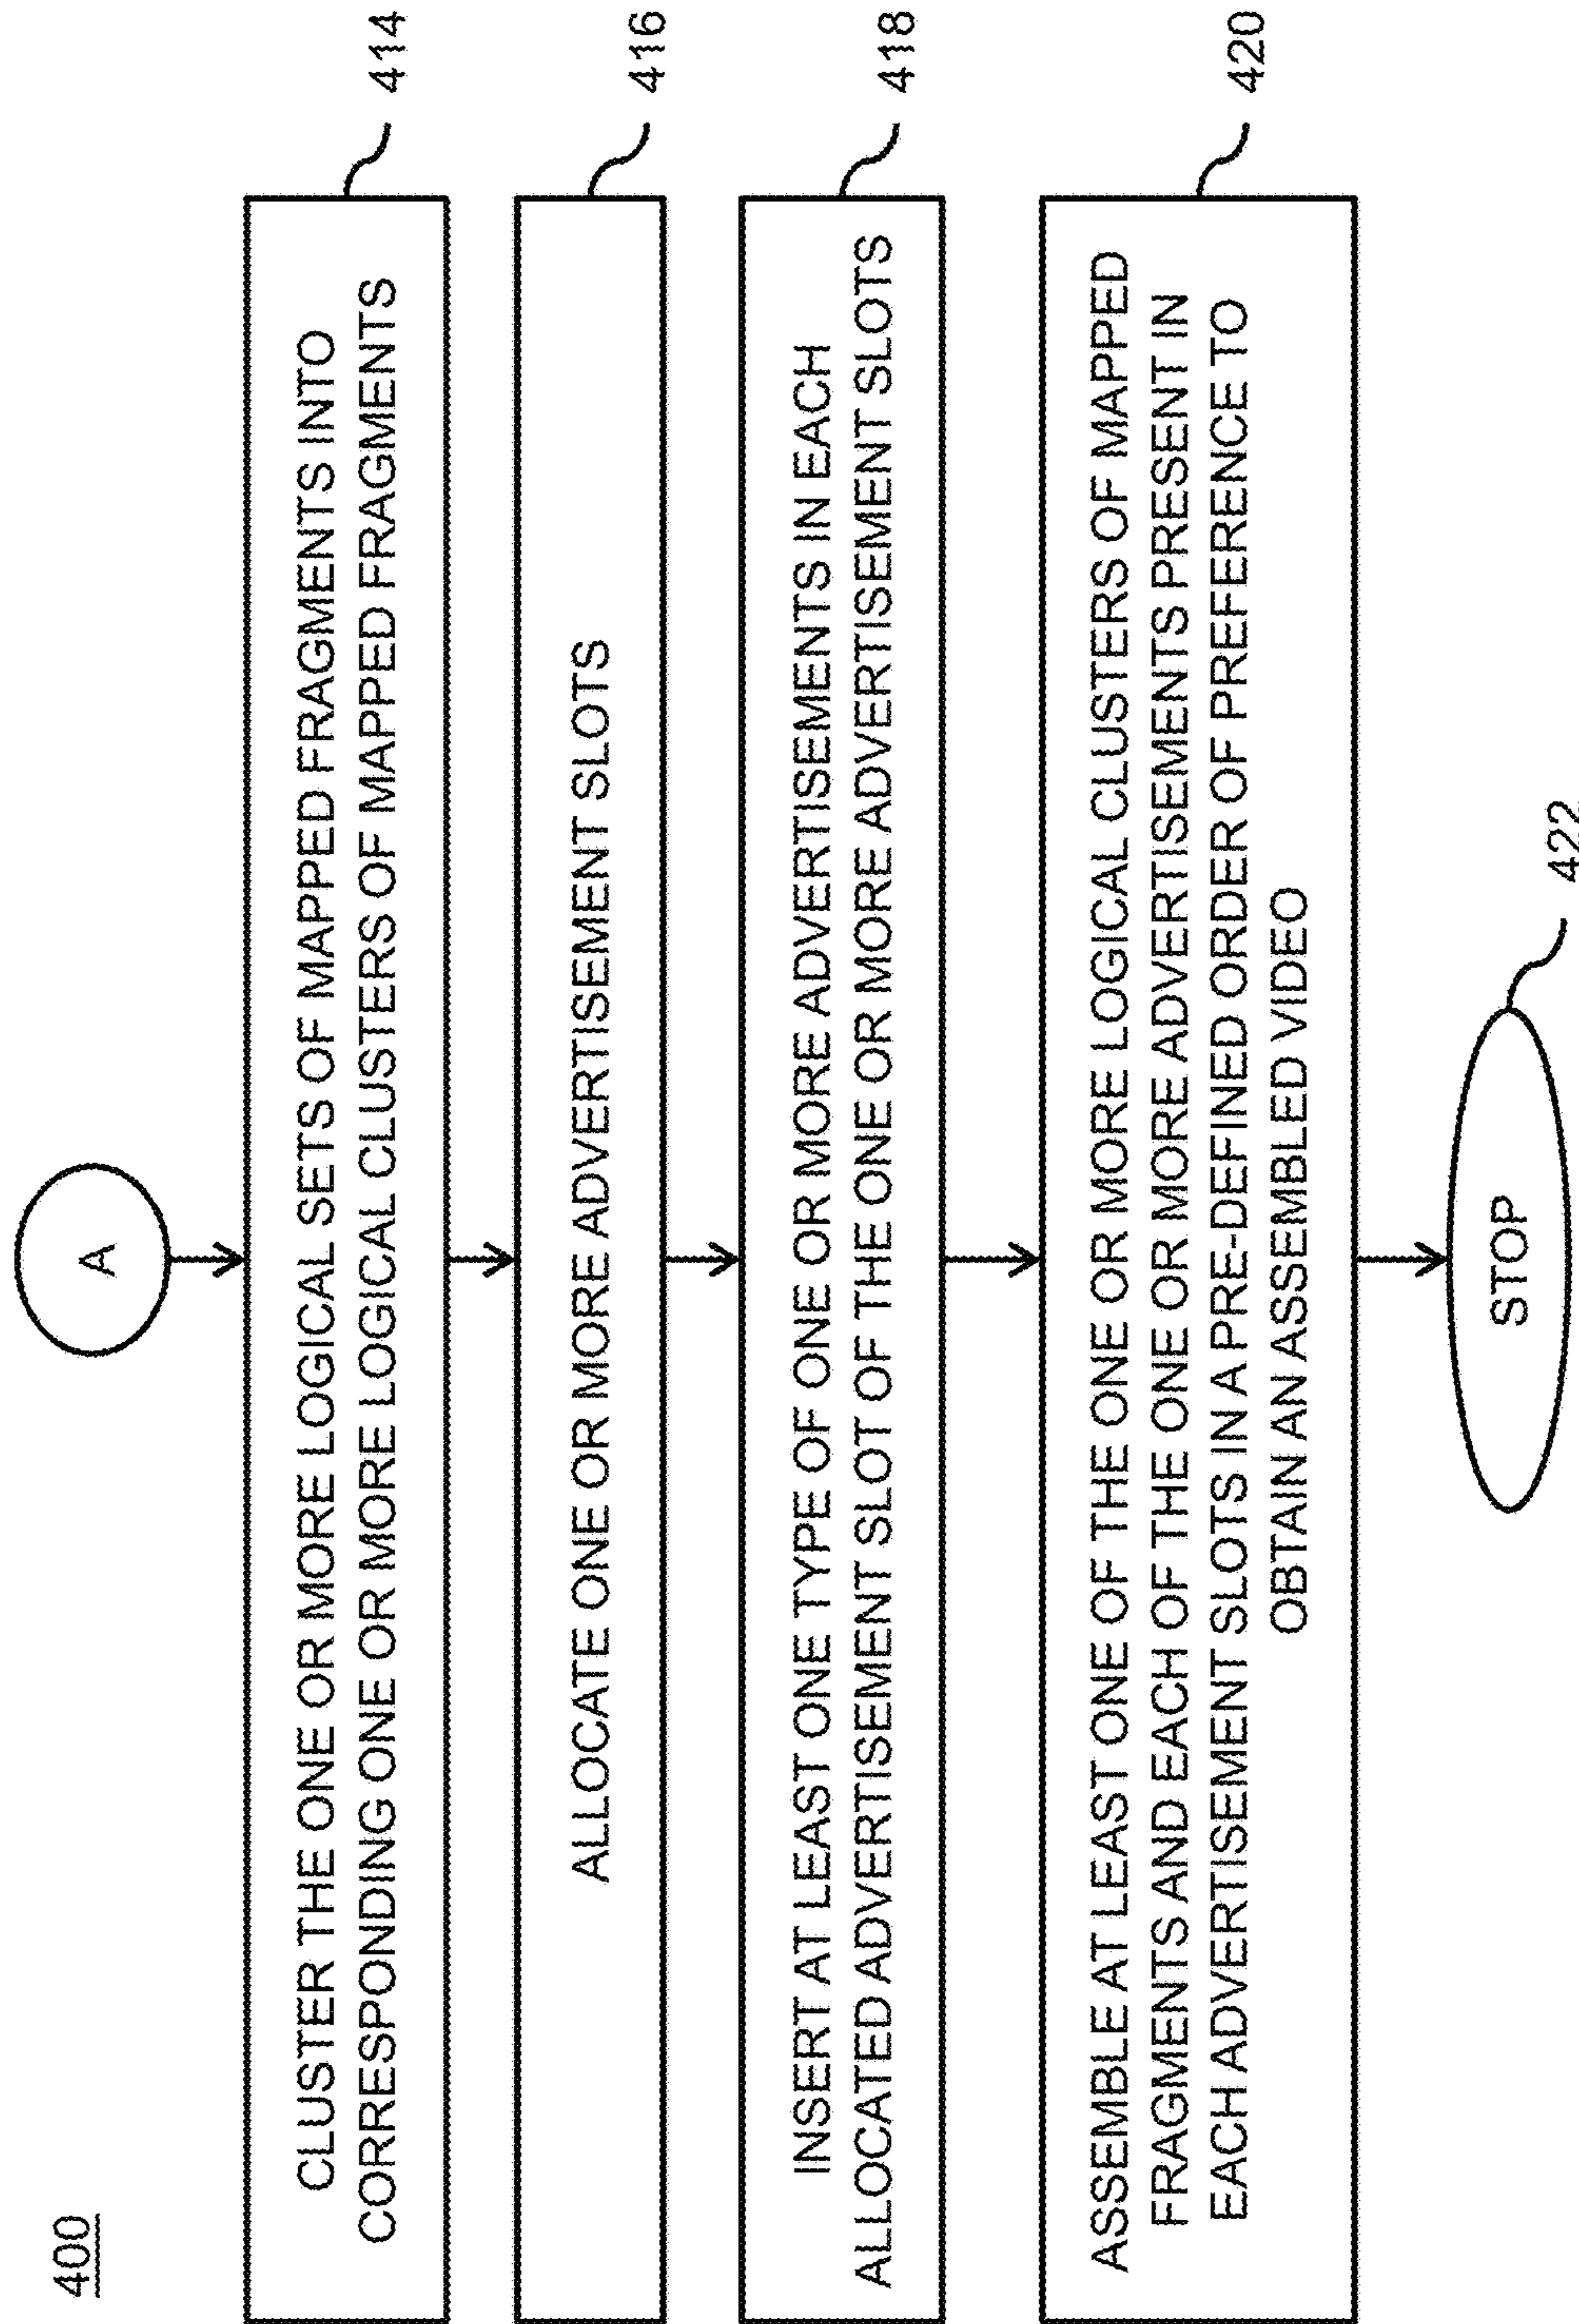 400
A
CLUSTER THE ONE OR MORE LOGICAL SETS OF MAPPED FRAGMENTS INTO
CORRESPONDING ONE OR MORE LOGICAL CLUSTERS OF MAPPED FRAGMENTS
414
ALLOCATE ONE OR MORE ADVERTISEMENT SLOTS
416
INSERT AT LEAST ONE TYPE OF ONE OR MORE ADVERTISEMENTS IN EACH
ALLOCATED ADVERTISEMENT SLOT OF THE ONE OR MORE ADVERTISEMENT SLOTS
418
ASSEMBLE AT LEAST ONE OF THE ONE OR MORE LOGICAL CLUSTERS OF MAPPED
FRAGMENTS AND EACH OF THE ONE OR MORE ADVERTISEMENTS PRESENT IN
EACH ADVERTISEMENT SLOTS IN A PRE-DEFINED ORDER OF PREFERENCE TO
OBTAIN AN ASSEMBLED VIDEO
420
STOP
422